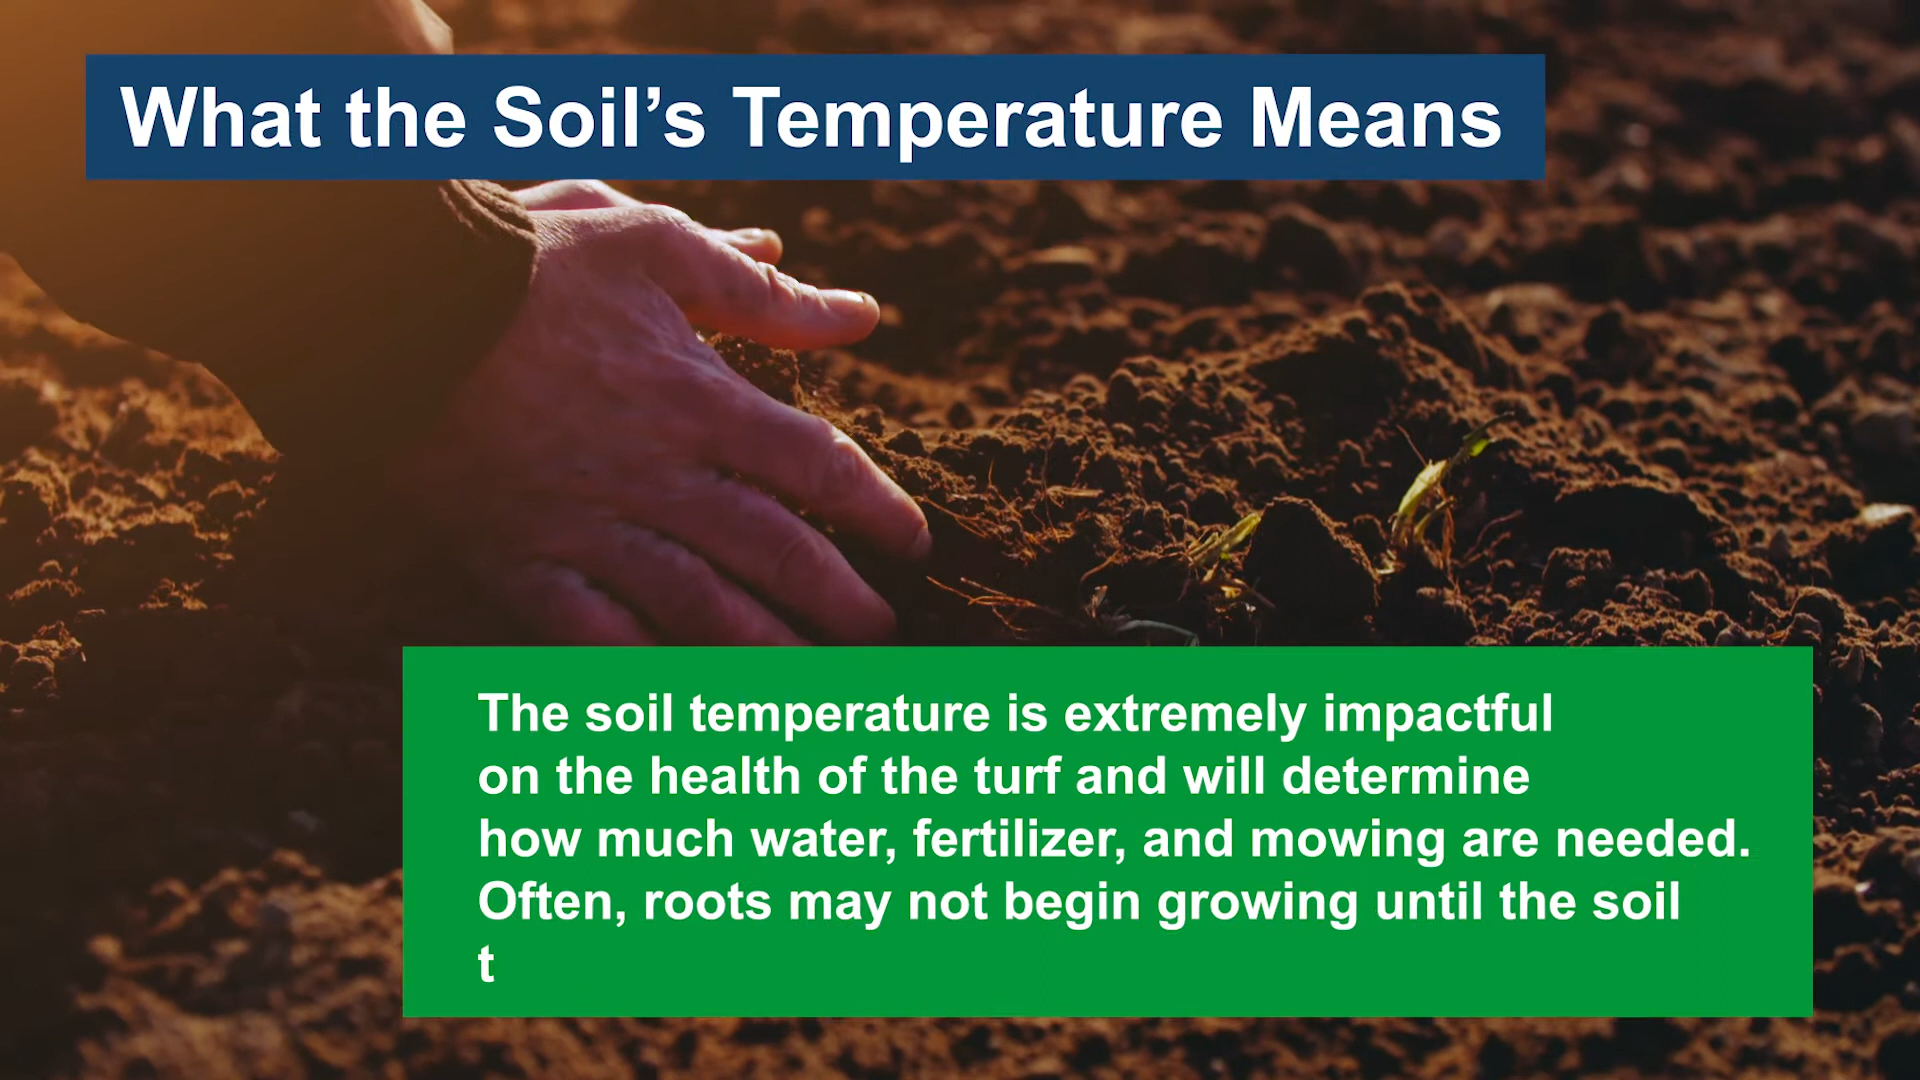 What the Soil’s Temperature Means
The soil temperature is extremely impactful
on the health of the turf and will determine
how much water, fertilizer, and mowing are needed.
Often, roots may not begin growing until the soil
t